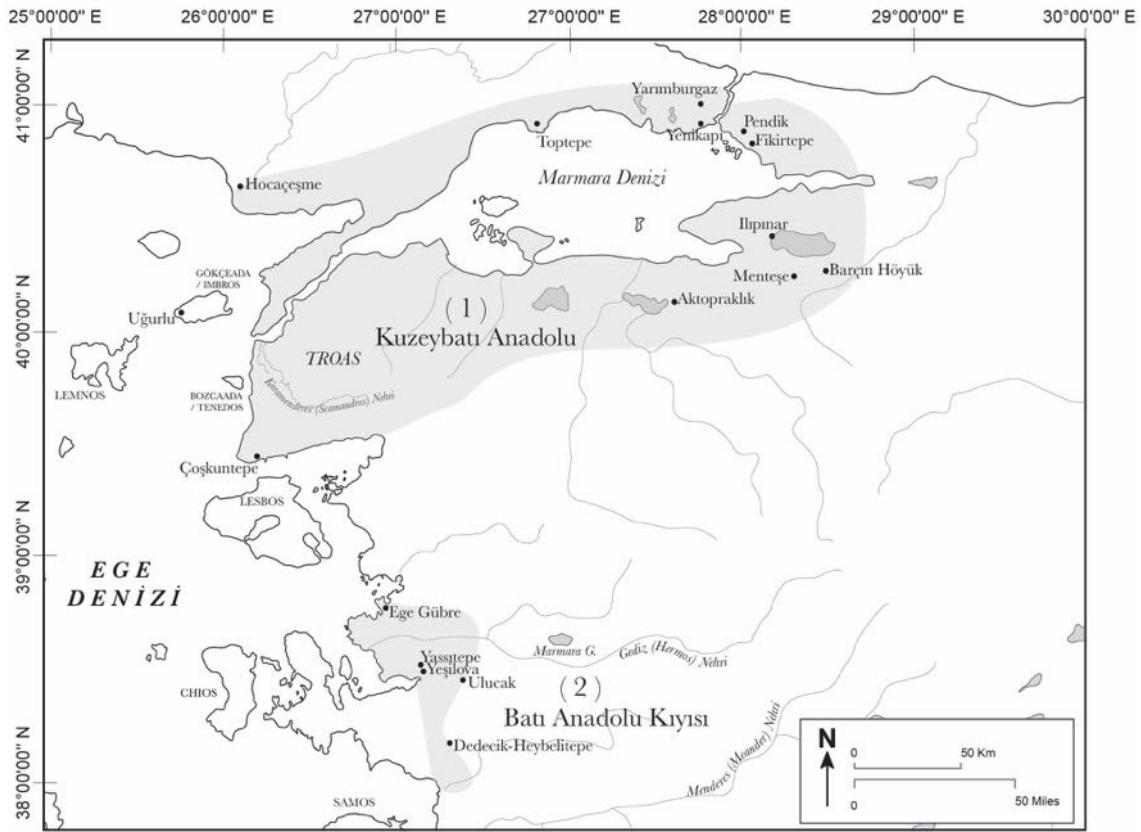 25°00'00" E
26°00'00" E
27°00'00" E
27°00'00" E
28°00'00" E
29°00'00" E
30°00'00" E
41°00'00" N
40°00'00" N
39°00'00" N
38°00'00" N
Yarımburgaz
Pendik
Yenikapı
Fikirtepe
Toptepe
Marmara Denizi
Hocaçeşme
Ilıpınar
GÖKÇEADA
/ IMBROS
Menteşe
Barçın Höyük
Uğurlu
Aktopraklık
(1)
Kuzeybatı Anadolu
TROAS
LEMNOS
BOZCAADA
/ TENEDOS
Karamenderes (Scamandros) Nehri
Çoşkuntepe
LESBOS
EGE
DENİZİ
Ege Gübre
Marmara G.
Gediz (Hermos) Nehri
Yassıtepe
Yeşilova
Ulucak
CHIOS
(2)
Batı Anadolu Kıyısı
Dedecik-Heybelitepe
Menderes (Meander) Nehri
SAMOS
N
0 50 Km
0 50 Miles